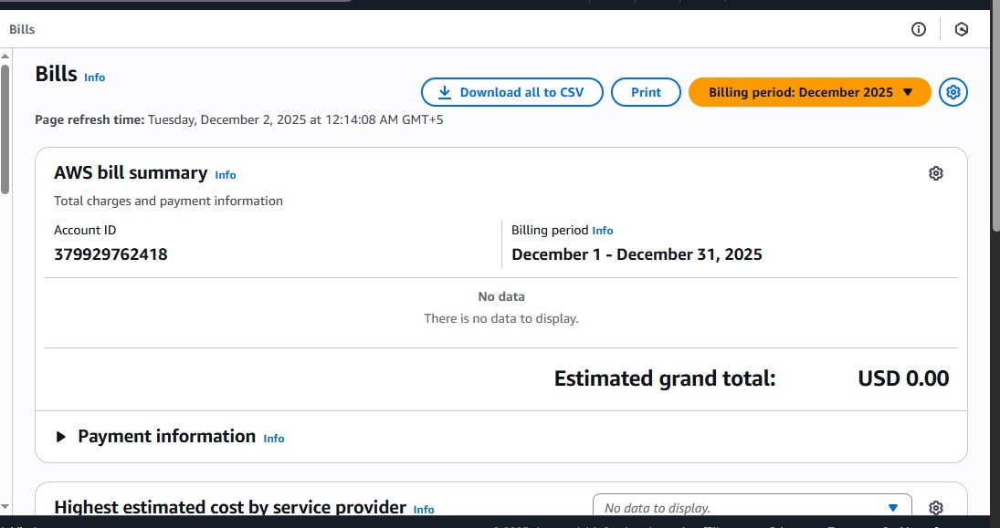 Bills
Bills Info
Download all to CSV Print Billing period: December 2025
Page refresh time: Tuesday, December 2, 2025 at 12:14:08 AM GMT+5
AWS bill summary Info
Total charges and payment information
Account ID
379929762418
Billing period Info
December 1 - December 31, 2025
No data
There is no data to display.
Estimated grand total: USD 0.00
Payment information Info
Highest estimated cost by service provider Info
No data to display.